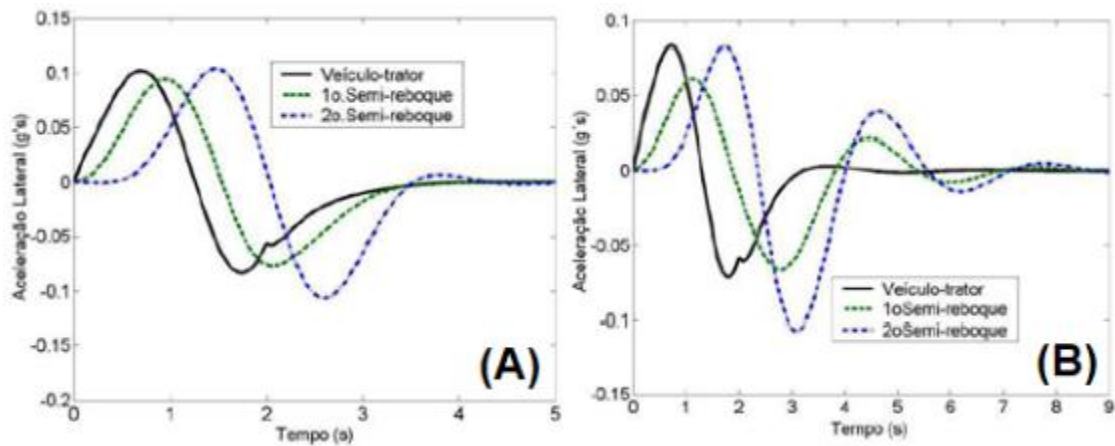 0.15
0.1
0.05
0
-0.05
-0.1
-0.15
-0.2
Aceleração Lateral (g's)
Veículo-trator
1o.Semi-reboque
2o.Semi-reboque
(A)
0 1 2 3 4 5
Tempo (s)
0.1
0.05
0
-0.05
-0.1
-0.15
Aceleração Lateral (g's)
Veículo-trator
1oSemi-reboque
2oSemi-reboque
(B)
0 1 2 3 4 5 6 7 8 9
Tempo (s)